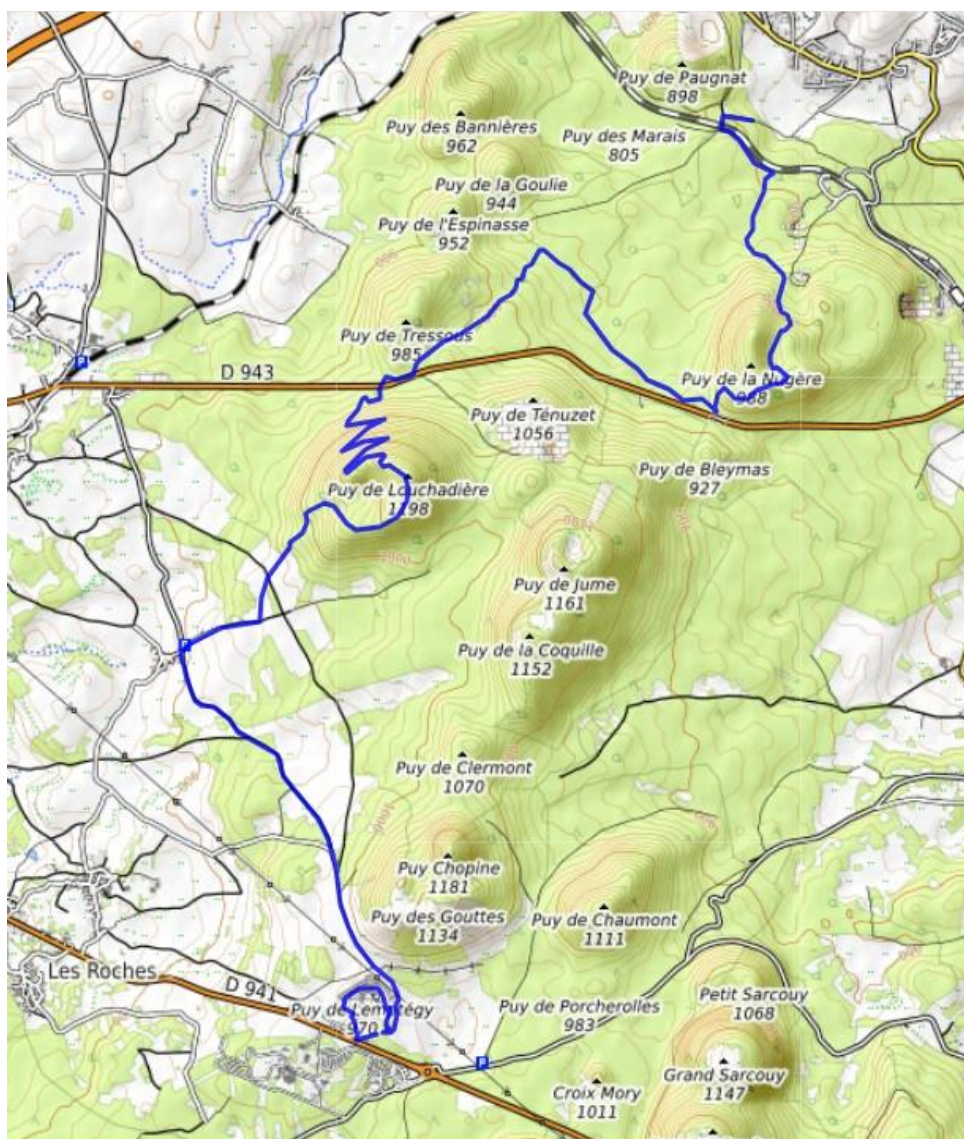 Puy de Paugnat
898
Puy des Bannières
962
Puy des Marais
805
Puy de la Goulie
944
Puy de l'Espinasse
952
Puy de Tressous
985
D 943
Puy de la Nugère
Puy de Ténuzet
1056
Puy de Bleymas
927
Puy de Louchadière
1198
Puy de Jume
1161
Puy de la Coquille
1152
Puy de Clermont
1070
Puy Chopine
1181
Puy des Gouttes
1134
Puy de Chaumont
1111
Les Roches
D 941
Puy de Lemptégy
970
Puy de Porcherolles
983
Petit Sarcouy
1068
Grand Sarcouy
1147
Croix Mory
1011
P
P
P